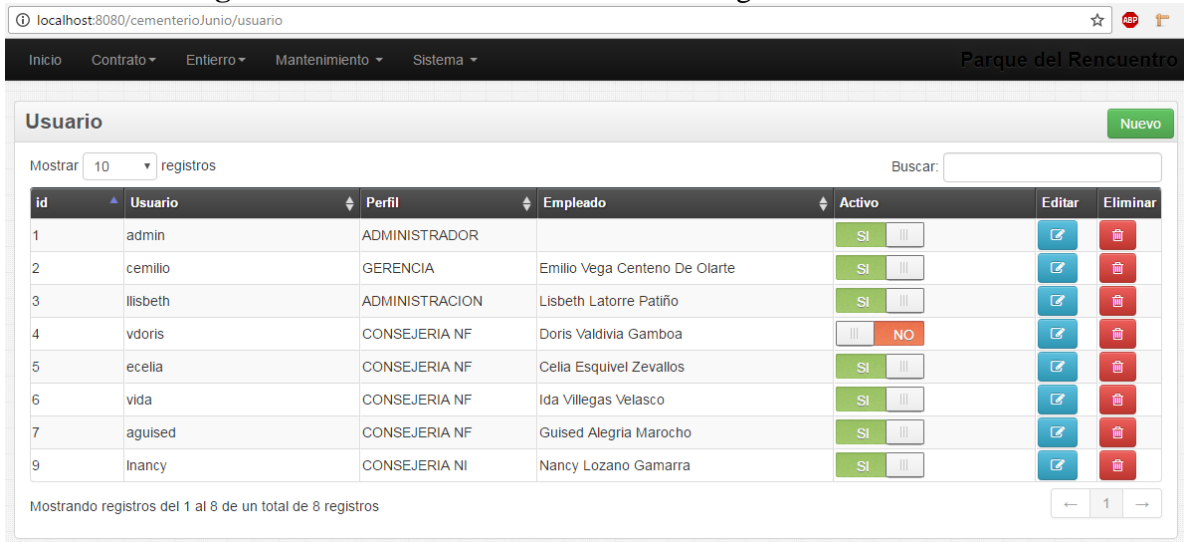 localhost:8080/cementerioJunio/usuario
ABP
Inicio Contrato Entierro Mantenimiento Sistema Parque del Rencuentro
Usuario Nuevo
Mostrar 10 registros Buscar:
id Usuario Perfil Empleado Activo Editar Eliminar
1 admin ADMINISTRADOR SI
2 cemilio GERENCIA Emilio Vega Centeno De Olarte SI
3 llisbeth ADMINISTRACION Lisbeth Latorre Patiño SI
4 vdoris CONSEJERIA NF Doris Valdivia Gamboa NO
5 ecelia CONSEJERIA NF Celia Esquivel Zevallos SI
6 vida CONSEJERIA NF Ida Villegas Velasco SI
7 aguised CONSEJERIA NF Guised Alegria Marocho SI
9 lnancy CONSEJERIA NI Nancy Lozano Gamarra SI
Mostrando registros del 1 al 8 de un total de 8 registros ← 1 →